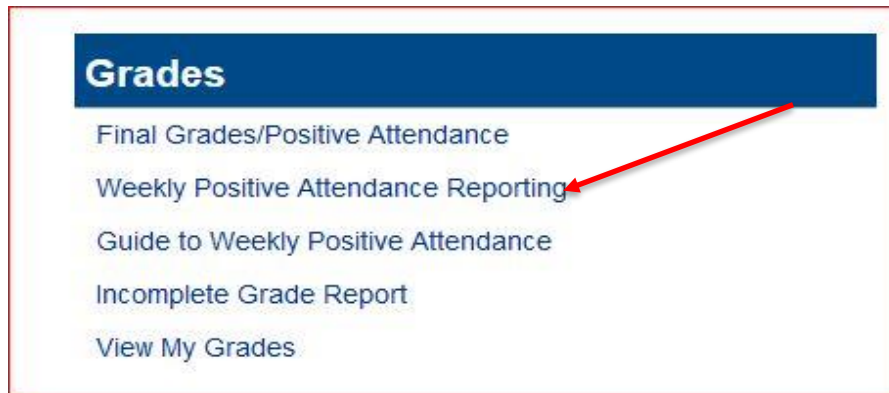 Grades
Final Grades/Positive Attendance
Weekly Positive Attendance Reporting
Guide to Weekly Positive Attendance
Incomplete Grade Report
View My Grades